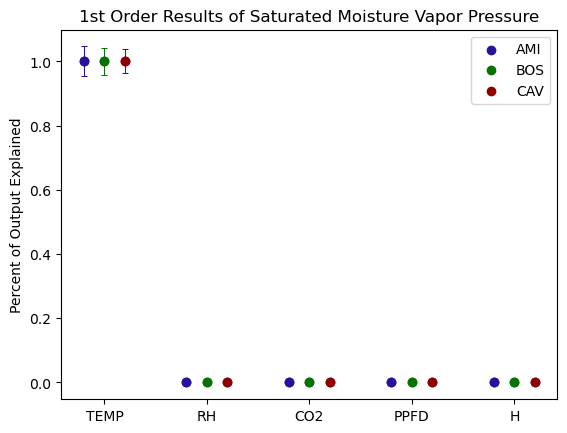 1st Order Results of Saturated Moisture Vapor Pressure
Percent of Output Explained
1.0
0.8
0.6
0.4
0.2
0.0
TEMP RH CO2 PPFD H
AMI
BOS
CAV